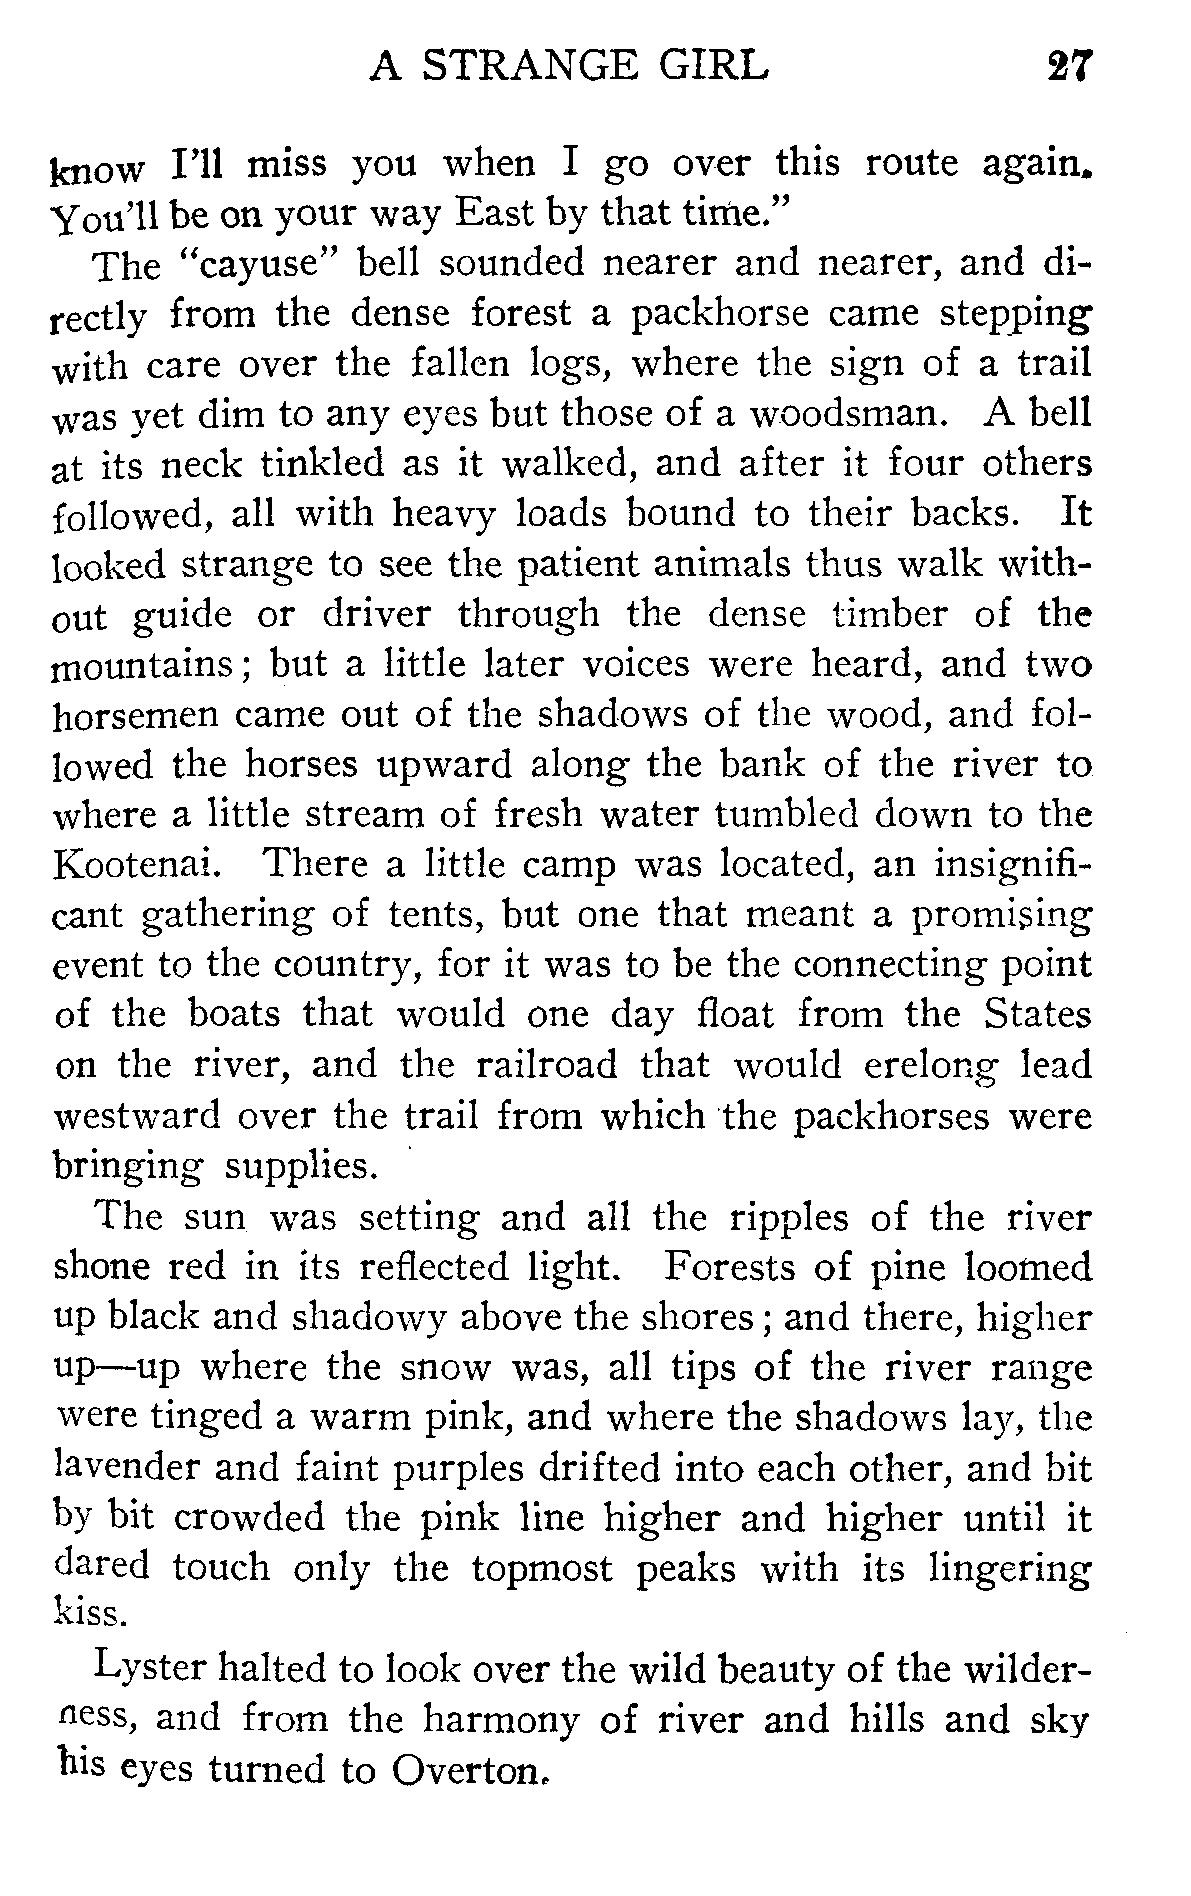 A STRANGE GIRL 27
know I'll miss you when I go over this route again.
You'll be on your way East by that time."
The "cayuse" bell sounded nearer and nearer, and di-
rectly from the dense forest a packhorse came stepping
with care over the fallen logs, where the sign of a trail
was yet dim to any eyes but those of a woodsman. A bell
at its neck tinkled as it walked, and after it four others
followed, all with heavy loads bound to their backs. It
looked strange to see the patient animals thus walk with-
out guide or driver through the dense timber of the
mountains; but a little later voices were heard, and two
horsemen came out of the shadows of the wood, and fol-
lowed the horses upward along the bank of the river to
where a little stream of fresh water tumbled down to the
Kootenai. There a little camp was located, an insignifi-
cant gathering of tents, but one that meant a promising
event to the country, for it was to be the connecting point
of the boats that would one day float from the States
on the river, and the railroad that would erelong lead
westward over the trail from which the packhorses were
bringing supplies.
The sun was setting and all the ripples of the river
shone red in its reflected light. Forests of pine loomed
up black and shadowy above the shores; and there, higher
up—up where the snow was, all tips of the river range
were tinged a warm pink, and where the shadows lay, the
lavender and faint purples drifted into each other, and bit
by bit crowded the pink line higher and higher until it
dared touch only the topmost peaks with its lingering
kiss.
Lyster halted to look over the wild beauty of the wilder-
ness, and from the harmony of river and hills and sky
his eyes turned to Overton.